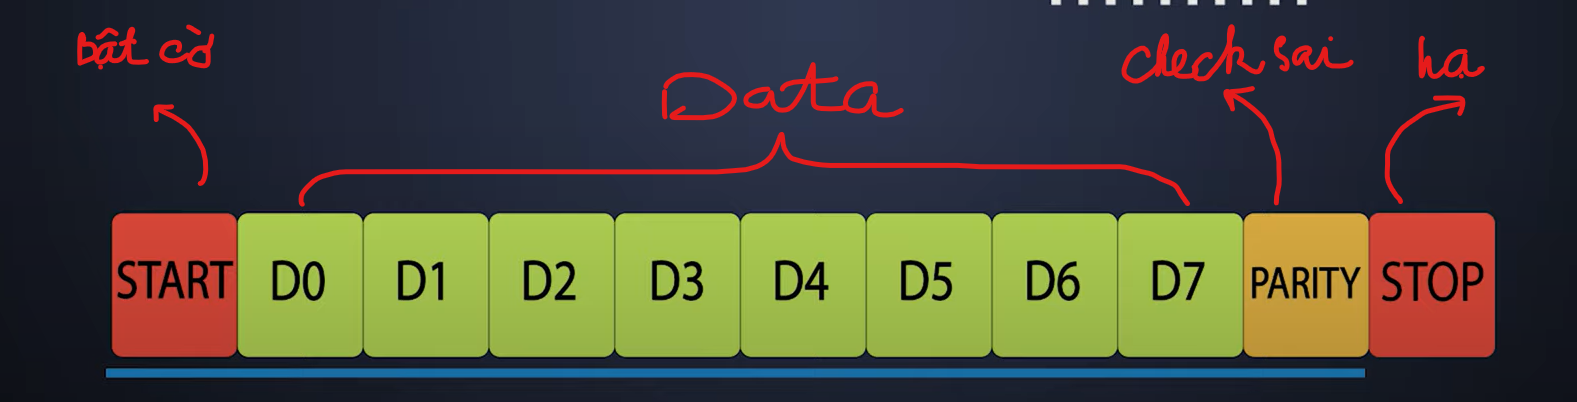 bật cờ
Data
check sai
hạ
START D0 D1 D2 D3 D4 D5 D6 D7 PARITY STOP